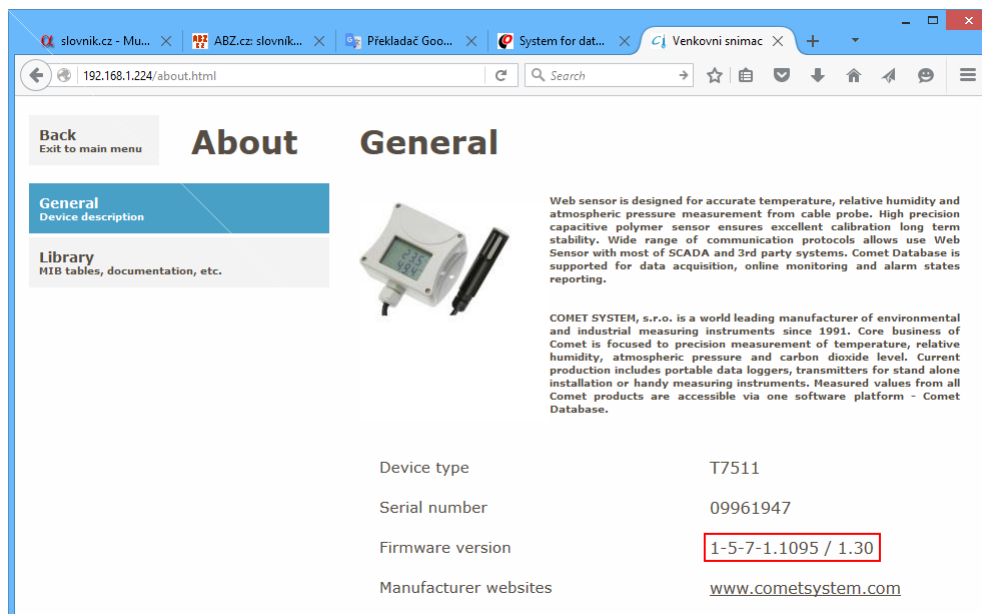 slovnik.cz - Mu...
ABZ.cz: slovník...
Překladač Goo...
System for dat...
Venkovni snimac
192.168.1.224/about.html
Search
Back
Exit to main menu
About
General
General
Device description
Library
MIB tables, documentation, etc.
Web sensor is designed for accurate temperature, relative humidity and
atmospheric pressure measurement from cable probe. High precision
capacitive polymer sensor ensures excellent calibration long term
stability. Wide range of communication protocols allows use Web
Sensor with most of SCADA and 3rd party systems. Comet Database is
supported for data acquisition, online monitoring and alarm states
reporting.
COMET SYSTEM, s.r.o. is a world leading manufacturer of environmental
and industrial measuring instruments since 1991. Core business of
Comet is focused to precision measurement of temperature, relative
humidity, atmospheric pressure and carbon dioxide level. Current
production includes portable data loggers, transmitters for stand alone
installation or handy measuring instruments. Measured values from all
Comet products are accessible via one software platform - Comet
Database.
Device type T7511
Serial number 09961947
Firmware version 1-5-7-1.1095 / 1.30
Manufacturer websites www.cometsystem.com